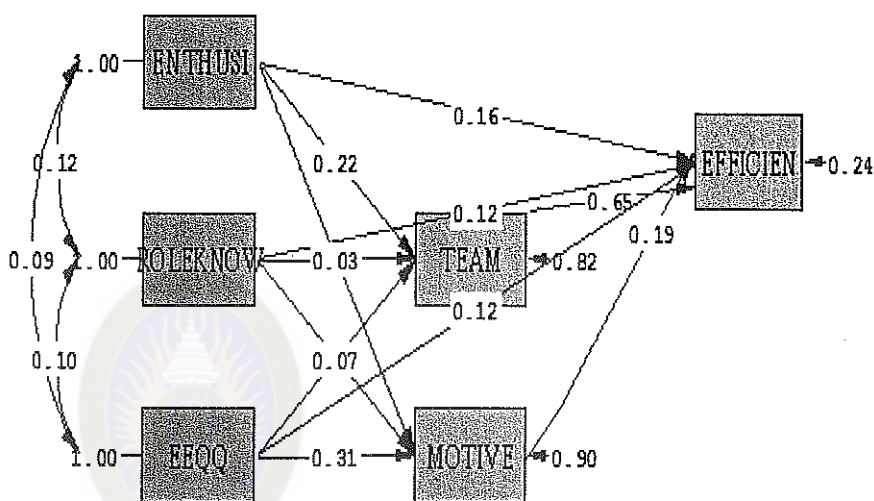 1.00 ENTHUSI
0.16
EFFICIEN 0.24
0.12
0.22
0.65
0.12
0.19
0.09 1.00 ROLEKNOW 0.03 TEAM 0.82
0.12
0.10
0.07
1.00 EEQQ 0.31 MOTIVE 0.90